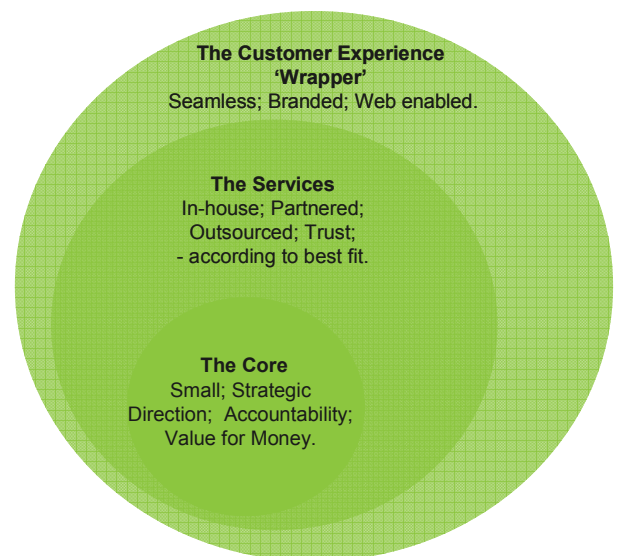 The Customer Experience
‘Wrapper’
Seamless; Branded; Web enabled.
The Services
In-house; Partnered;
Outsourced; Trust;
- according to best fit.
The Core
Small; Strategic
Direction; Accountability;
Value for Money.